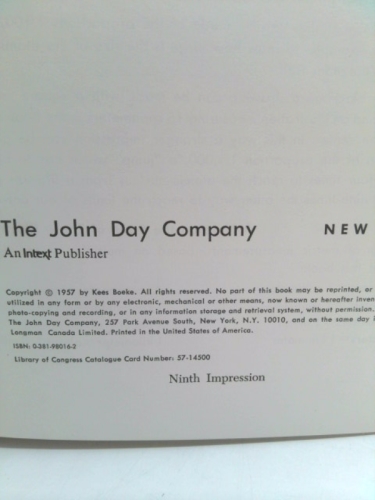 The John Day Company NEW
An Intext Publisher
Copyright © 1957 by Kees Boeke. All rights reserved. No part of this book may be reprinted, or
utilized in any form or by any electronic, mechanical or other means, now known or hereafter inven
photo-copying and recording, or in any information storage and retrieval system, without permission.
The John Day Company, 257 Park Avenue South, New York, N.Y. 10010, and on the same day i
Longman Canada Limited. Printed in the United States of America.
ISBN: 0-381-98016-2
Library of Congress Catalogue Card Number: 57-14500
Ninth Impression